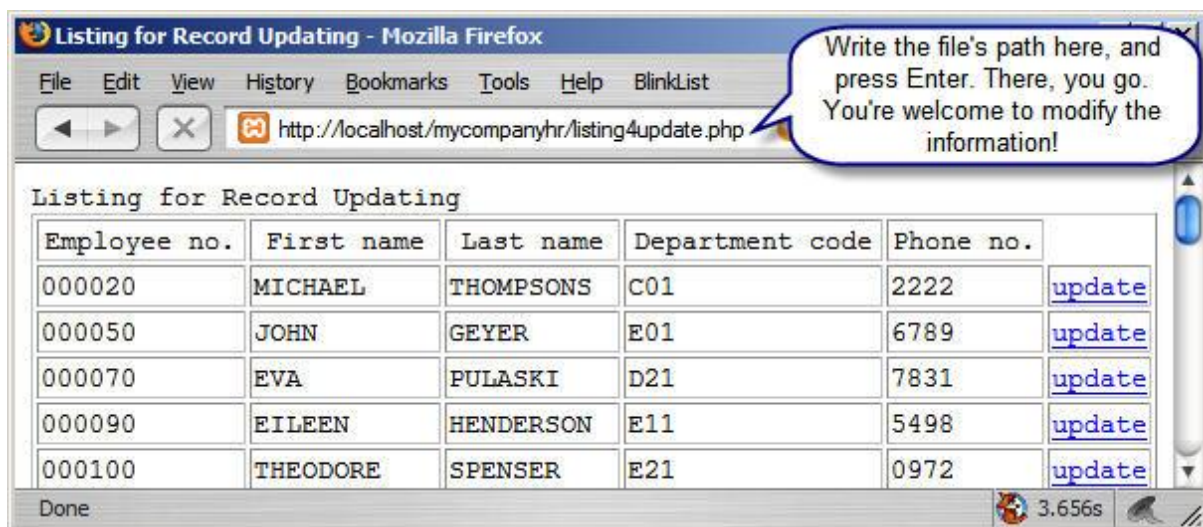 Listing for Record Updating - Mozilla Firefox
Write the file's path here, and
press Enter. There, you go.
You're welcome to modify the
information!
File Edit View History Bookmarks Tools Help BlinkList
http://localhost/mycompanyhr/listing4update.php
Listing for Record Updating
Employee no. First name Last name Department code Phone no.
000020 MICHAEL THOMPSONS C01 2222 update
000050 JOHN GEYER E01 6789 update
000070 EVA PULASKI D21 7831 update
000090 EILEEN HENDERSON E11 5498 update
000100 THEODORE SPENSER E21 0972 update
Done 3.656s